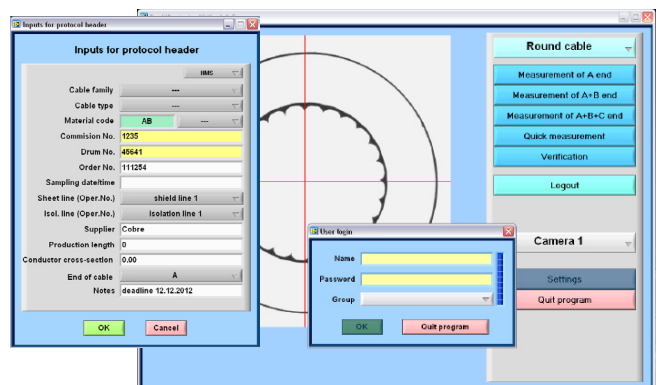 Inputs for protocol header
Inputs for protocol header
HMS
Cable family ---
Cable type ---
Material code AB ---
Commision No. 1235
Drum No. 45641
Order No. 111254
Sampling date/time
Sheet line (Oper.No.) shield line 1
Isol. line (Oper.No.) Isolation line 1
Supplier Cobre
Production length 0
Conductor cross-section 0,00
End of cable A
Notes deadline 12.12.2012
OK Cancel
User login
Name
Password
Group
OK Quit program
Round cable
Measurement of A end
Measurement of A+B end
Measurement of A+B+C end
Quick measurement
Verification
Logout
Camera 1
Settings
Quit program